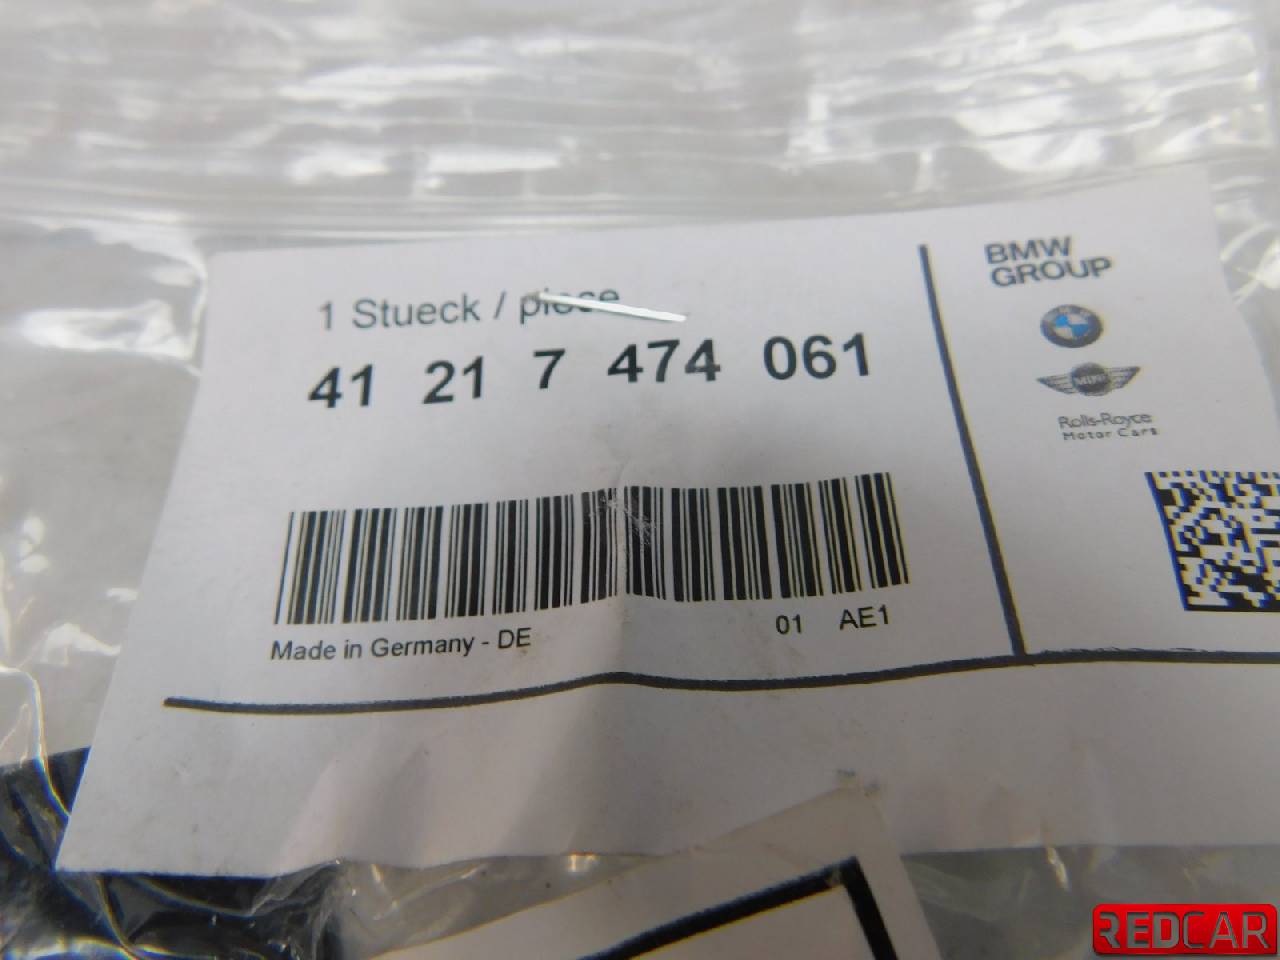 1 Stueck / piece
41 21 7 474 061
Made in Germany - DE
01 AE1
BMW
GROUP
MINI
Rolls-Royce
Motor Cars
REDCAR